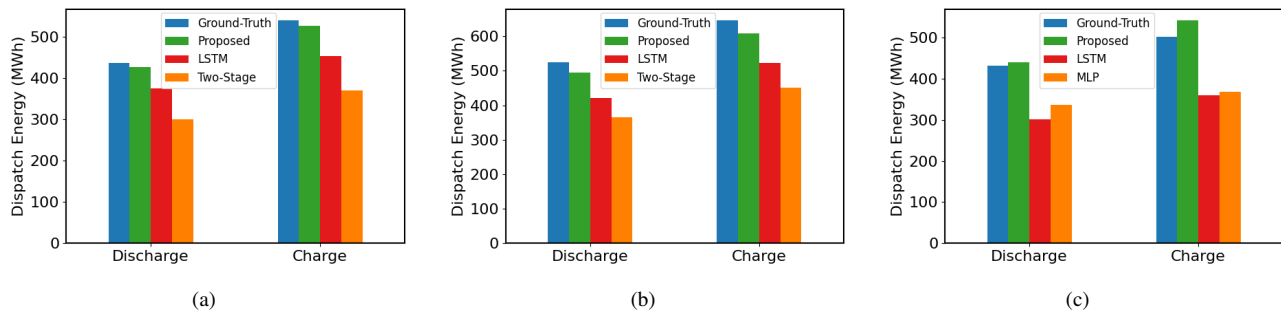 Dispatch Energy (MWh)
500
400
300
200
100
0
Ground-Truth
Proposed
LSTM
Two-Stage
Discharge
Charge
(a)
Dispatch Energy (MWh)
600
500
400
300
200
100
0
Ground-Truth
Proposed
LSTM
Two-Stage
Discharge
Charge
(b)
Dispatch Energy (MWh)
500
400
300
200
100
0
Ground-Truth
Proposed
LSTM
MLP
Discharge
Charge
(c)